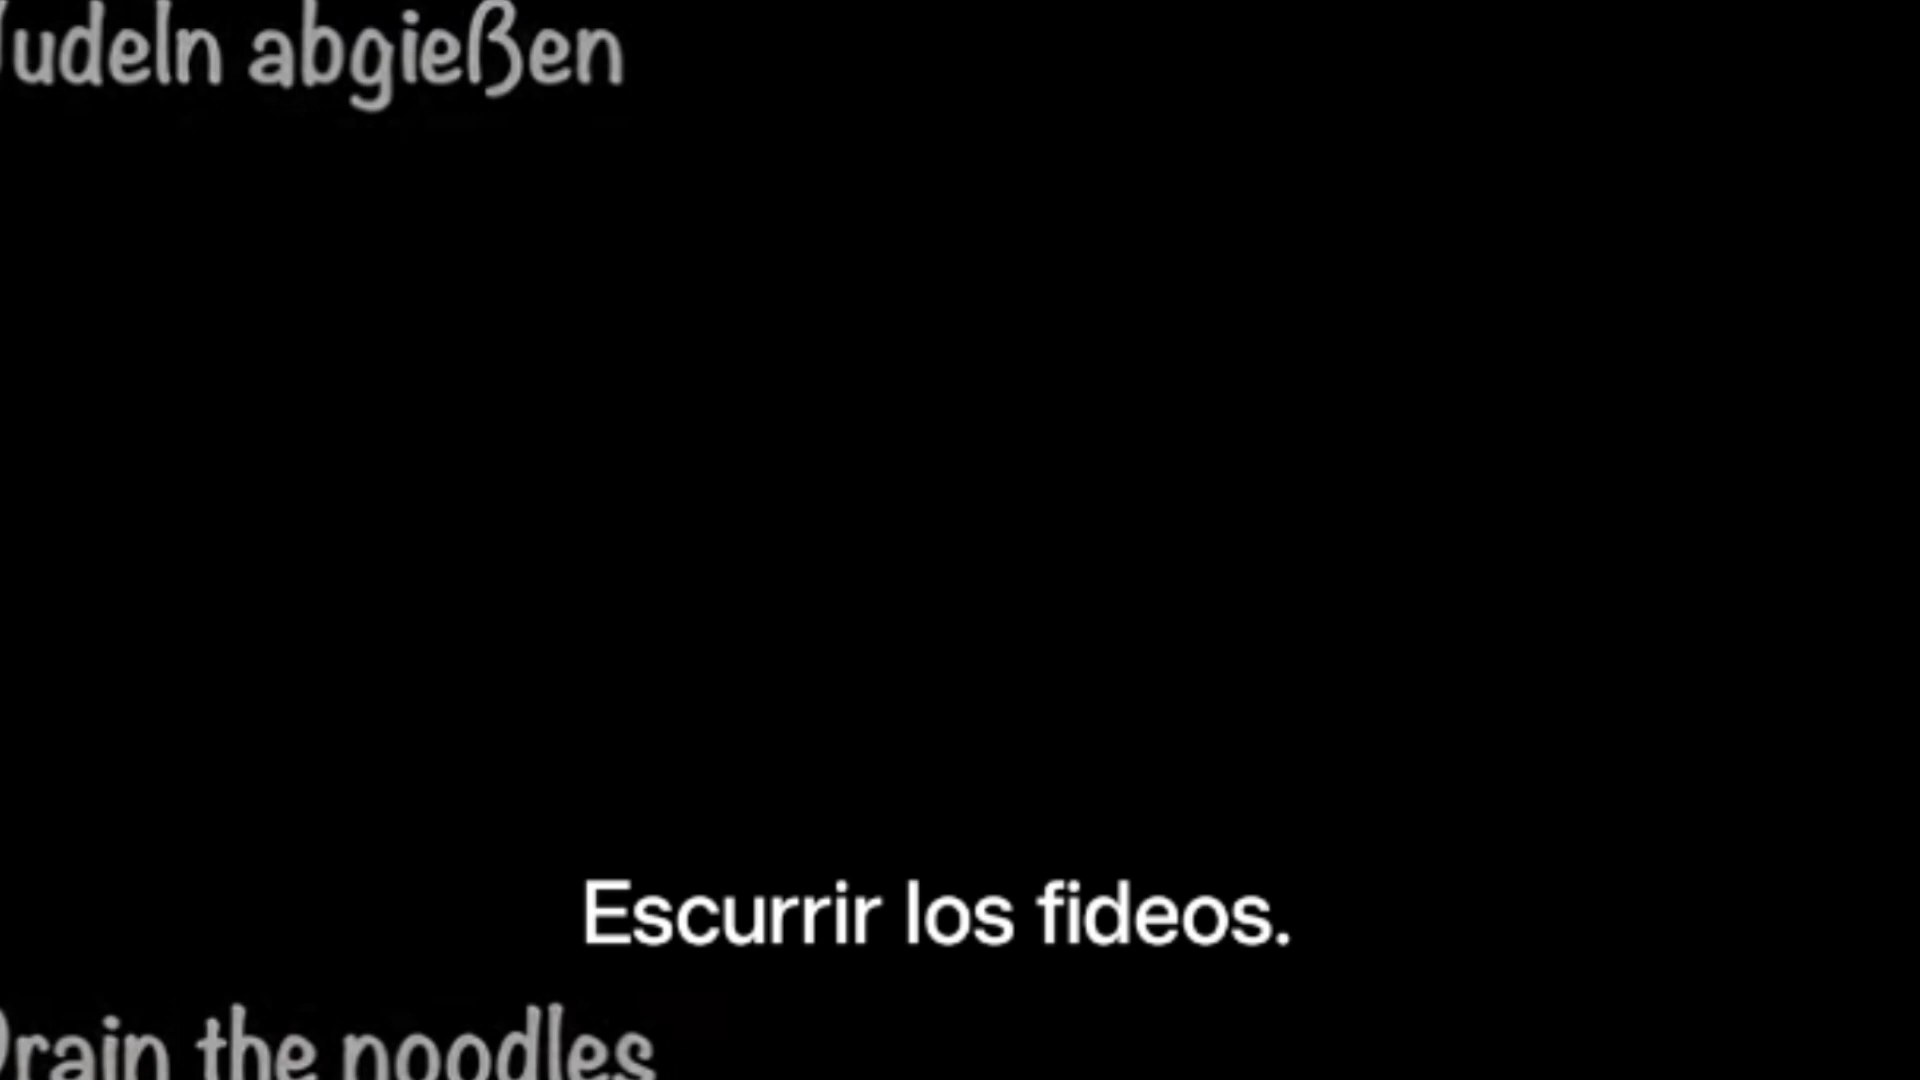 udeln abgießen
Escurrir los fideos.
rain the noodles